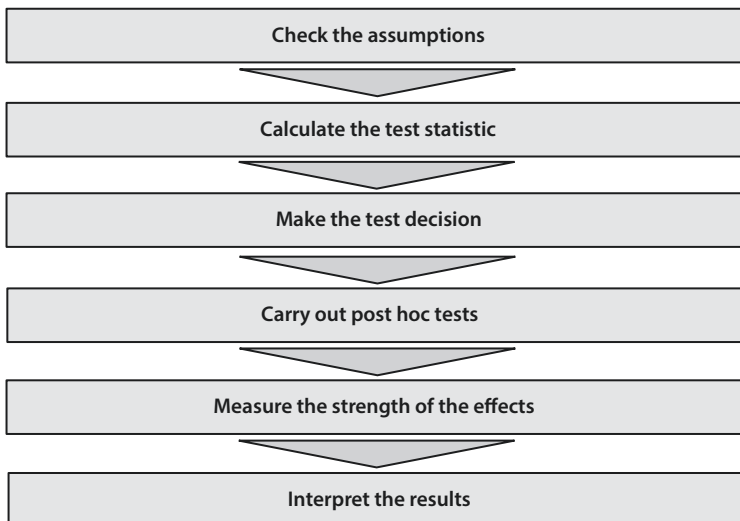 Check the assumptions
Calculate the test statistic
Make the test decision
Carry out post hoc tests
Measure the strength of the effects
Interpret the results